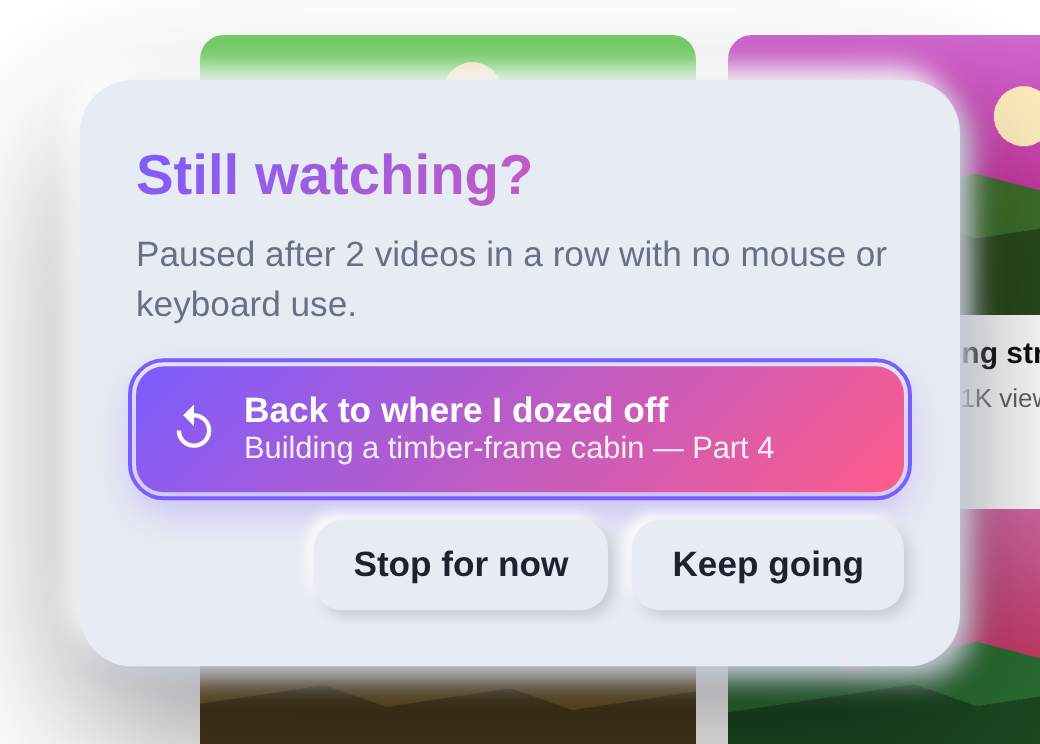 Still watching?
Paused after 2 videos in a row with no mouse or
keyboard use.
Back to where I dozed off
Building a timber-frame cabin — Part 4
Stop for now
Keep going
1K